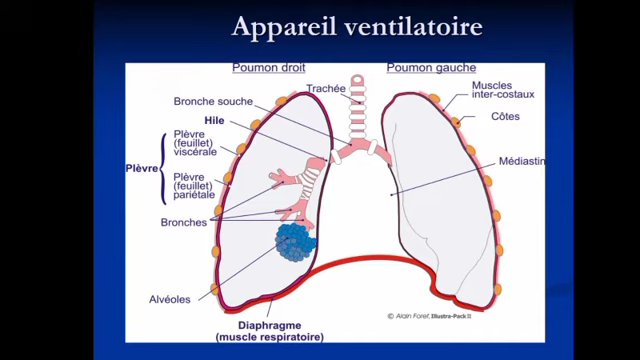 Appareil ventilatoire
Poumon droit
Poumon gauche
Trachée
Muscles
inter-costaux
Bronche souche
Côtes
Hile
Plèvre
(feuillet)
viscérale
Médiastin
Plèvre
Plèvre
(feuillet)
pariétale
Bronches
Alvéoles
© Alain Foret, Illustra-Pack II
Diaphragme
(muscle respiratoire)